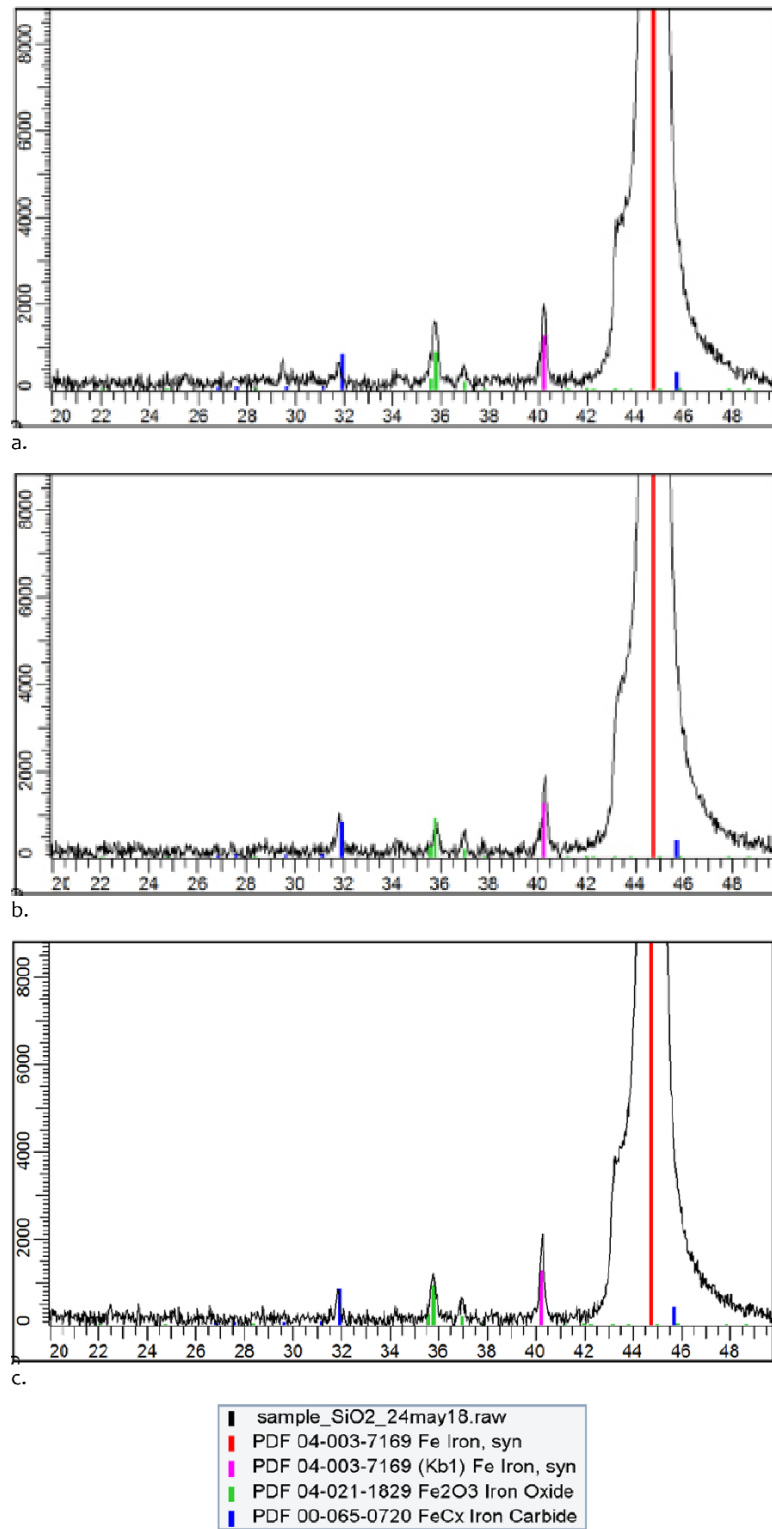 8000
6000
4000
2000
0
20 22 24 26 28 30 32 34 36 38 40 42 44 46 48
a.
8000
6000
4000
2000
0
20 22 24 26 28 30 32 34 36 38 40 42 44 46 48
b.
8000
6000
4000
2000
0
20 22 24 26 28 30 32 34 36 38 40 42 44 46 48
c.
sample_SiO2_24may18.raw
PDF 04-003-7169 Fe Iron, syn
PDF 04-003-7169 (Kb1) Fe Iron, syn
PDF 04-021-1829 Fe2O3 Iron Oxide
PDF 00-065-0720 FeCx Iron Carbide